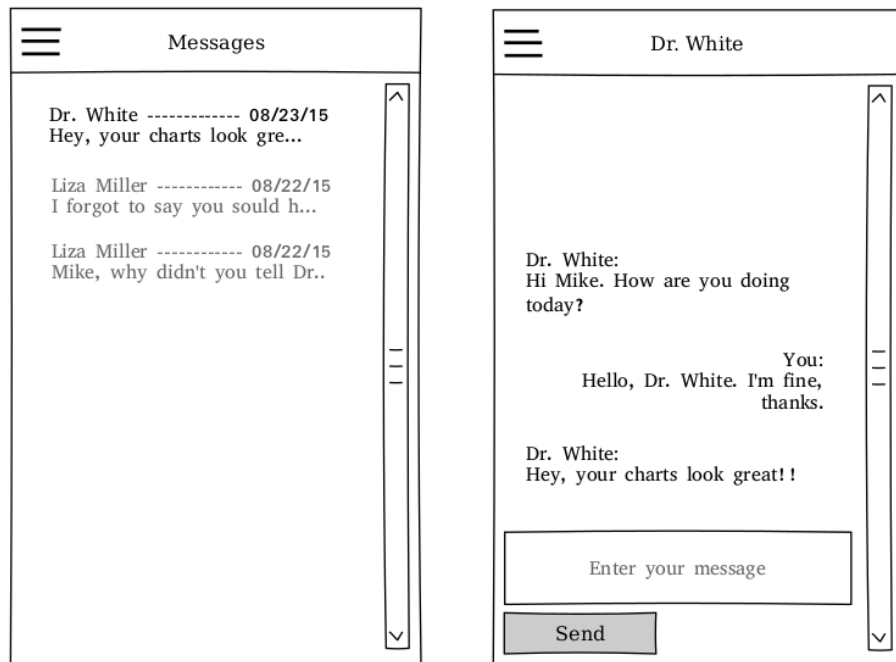 Messages
Dr. White ------------- 08/23/15
Hey, your charts look gre...
Liza Miller ------------ 08/22/15
I forgot to say you sould h...
Liza Miller ------------ 08/22/15
Mike, why didn't you tell Dr..
Dr. White
Dr. White:
Hi Mike. How are you doing
today?
You:
Hello, Dr. White. I'm fine,
thanks.
Dr. White:
Hey, your charts look great!!
Enter your message
Send